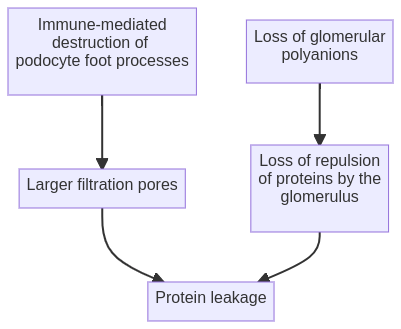 Immune-mediated
destruction of
podocyte foot processes
Loss of glomerular
polyanions
Larger filtration pores
Loss of repulsion
of proteins by the
glomerulus
Protein leakage